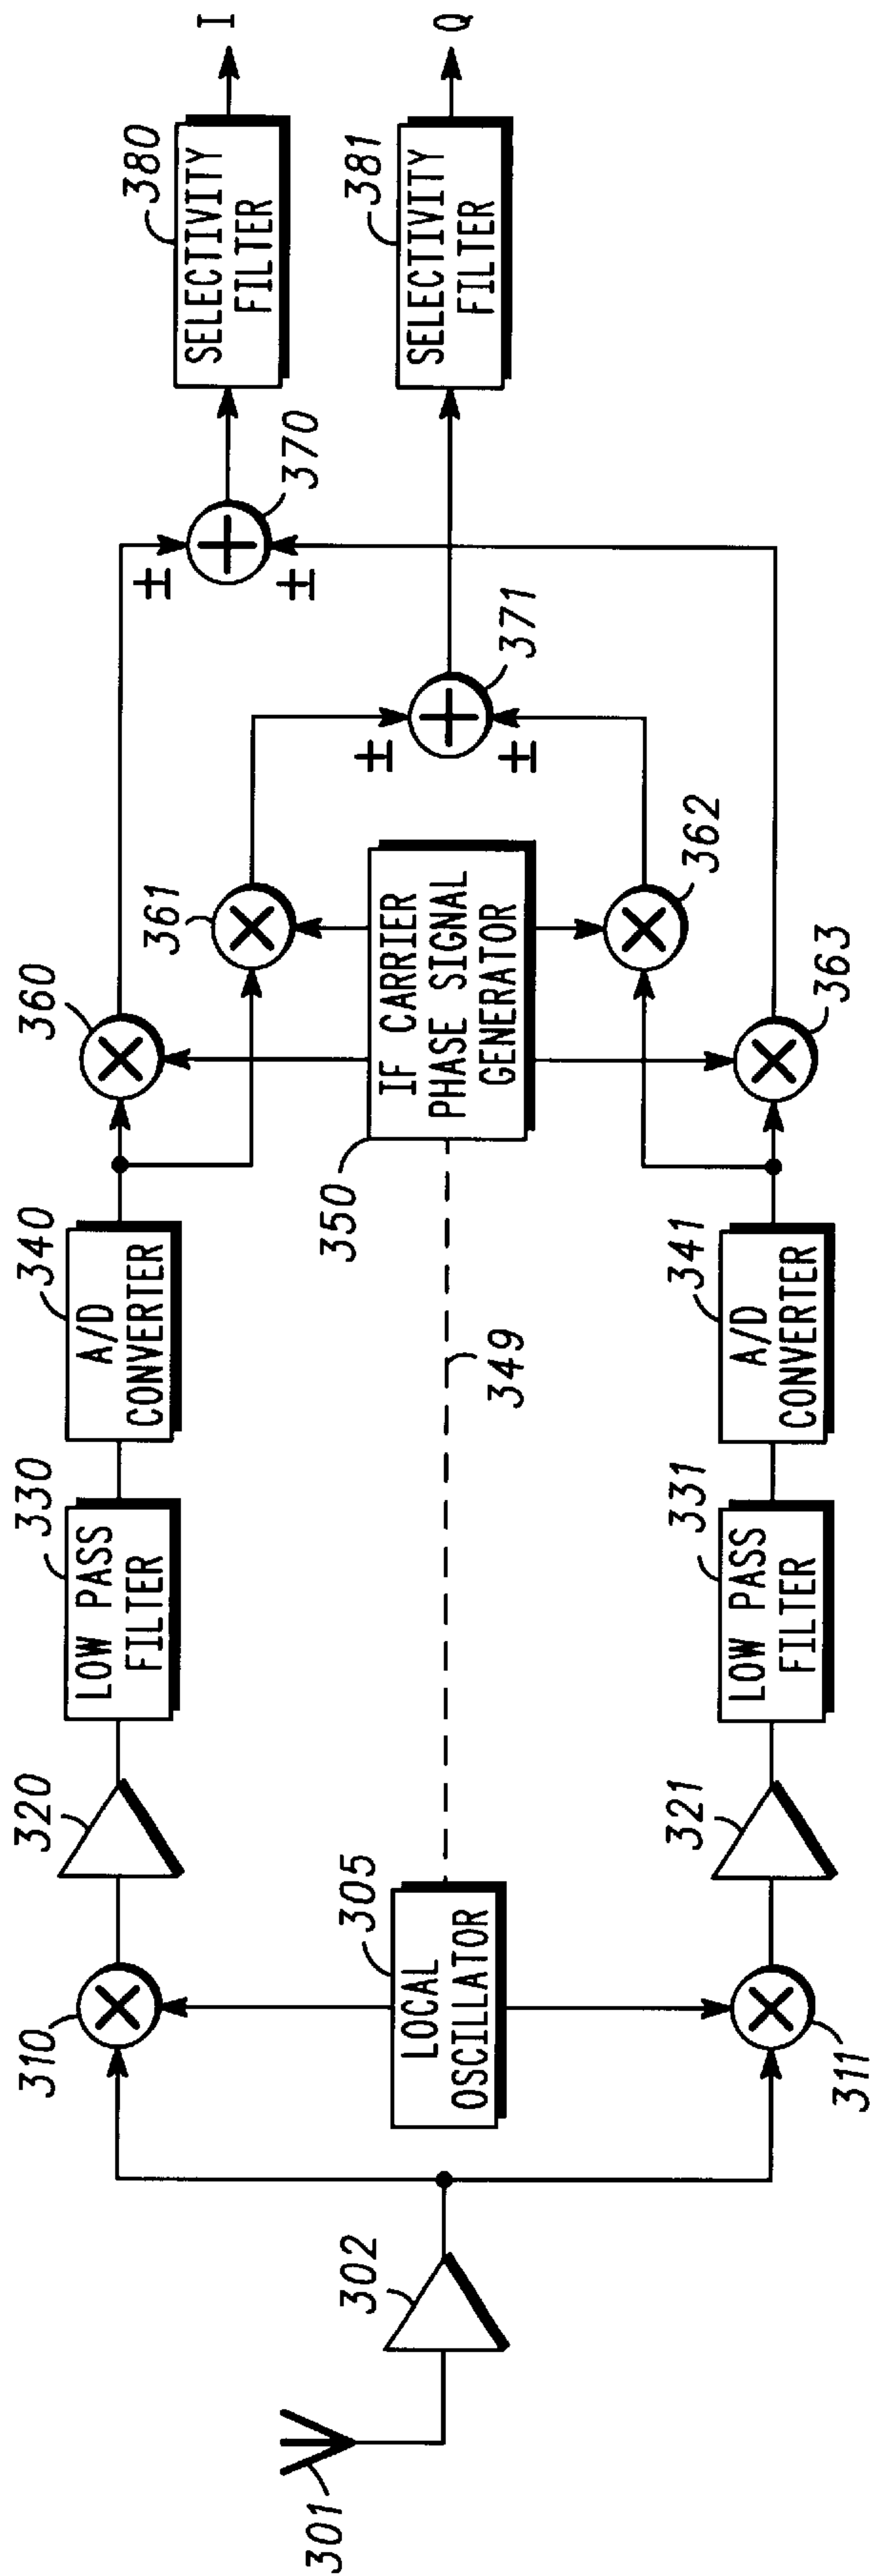 301
302
310
LOCAL
OSCILLATOR
305
311
320
321
LOW PASS
FILTER
330
LOW PASS
FILTER
331
A/D
CONVERTER
340
A/D
CONVERTER
341
349
350
IF CARRIER
PHASE SIGNAL
GENERATOR
360
361
362
363
±
±
370
±
±
371
SELECTIVITY
FILTER
380
SELECTIVITY
FILTER
381
I
Q